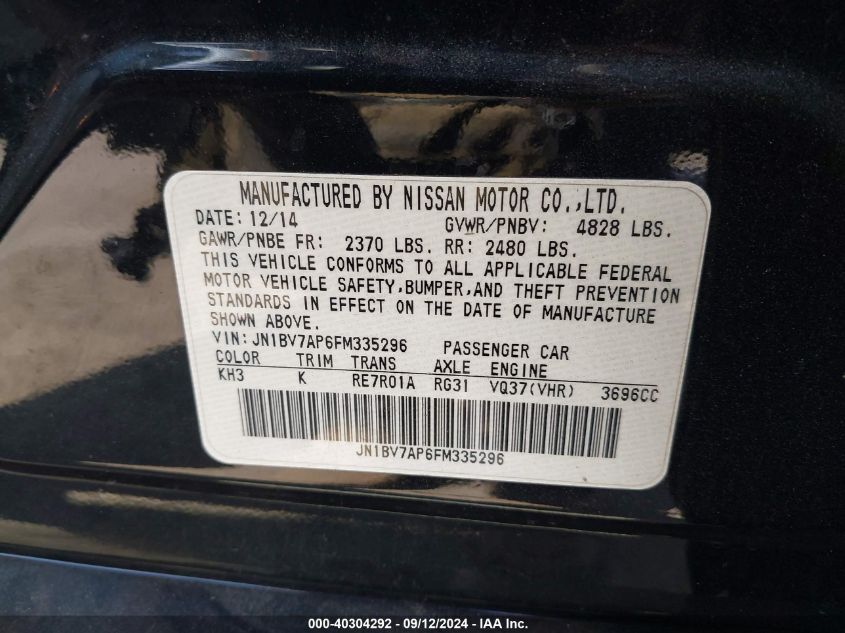 MANUFACTURED BY NISSAN MOTOR CO.,LTD.
DATE: 12/14 GVWR/PNBV: 4828 LBS.
GAWR/PNBE FR: 2370 LBS. RR: 2480 LBS.
THIS VEHICLE CONFORMS TO ALL APPLICABLE FEDERAL
MOTOR VEHICLE SAFETY,BUMPER,AND THEFT PREVENTION
STANDARDS IN EFFECT ON THE DATE OF MANUFACTURE
SHOWN ABOVE.
VIN:JN1BV7AP6FM335296 PASSENGER CAR
COLOR TRIM TRANS AXLE ENGINE
KH3 K RE7R01A RG31 VQ37(VHR) 3696CC
JN1BV7AP6FM335296
000-40304292 - 09/12/2024 - IAAI.com